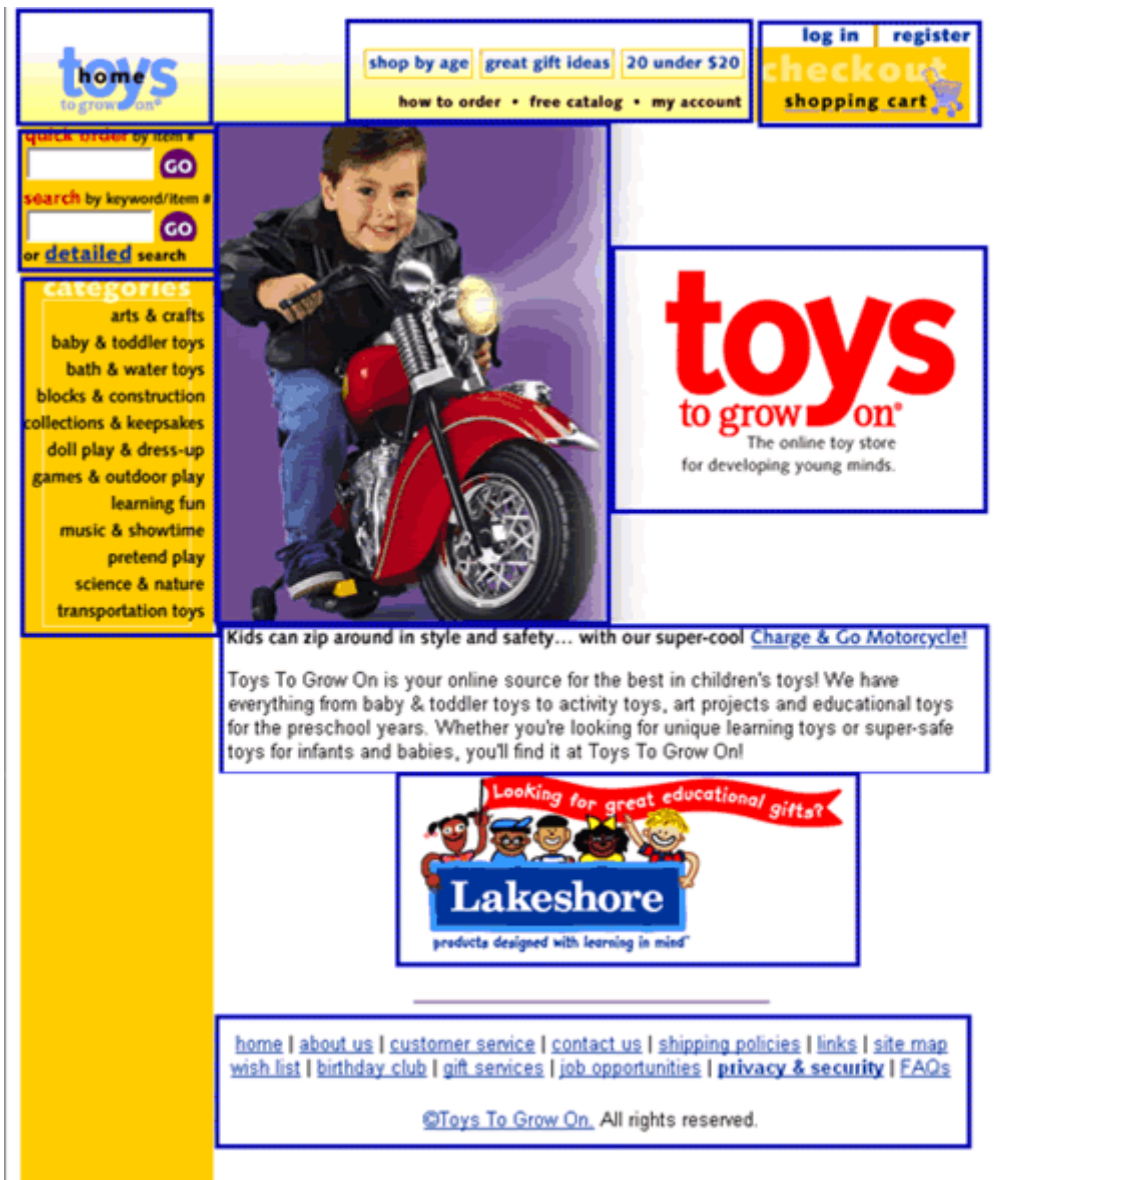 toys
home
to grow on®
shop by age great gift ideas 20 under $20
how to order • free catalog • my account
log in register
checkout
shopping cart
quick order by item #
GO
search by keyword/item #
GO
or detailed search
categories
arts & crafts
baby & toddler toys
bath & water toys
blocks & construction
collections & keepsakes
doll play & dress-up
games & outdoor play
learning fun
music & showtime
pretend play
science & nature
transportation toys
toys
to grow on®
The online toy store
for developing young minds.
Kids can zip around in style and safety... with our super-cool Charge & Go Motorcycle!
Toys To Grow On is your online source for the best in children's toys! We have
everything from baby & toddler toys to activity toys, art projects and educational toys
for the preschool years. Whether you're looking for unique learning toys or super-safe
toys for infants and babies, you'll find it at Toys To Grow On!
Looking for great educational gifts?
Lakeshore
products designed with learning in mind™
home | about us | customer service | contact us | shipping policies | links | site map
wish list | birthday club | gift services | job opportunities | privacy & security | FAQs
©Toys To Grow On. All rights reserved.